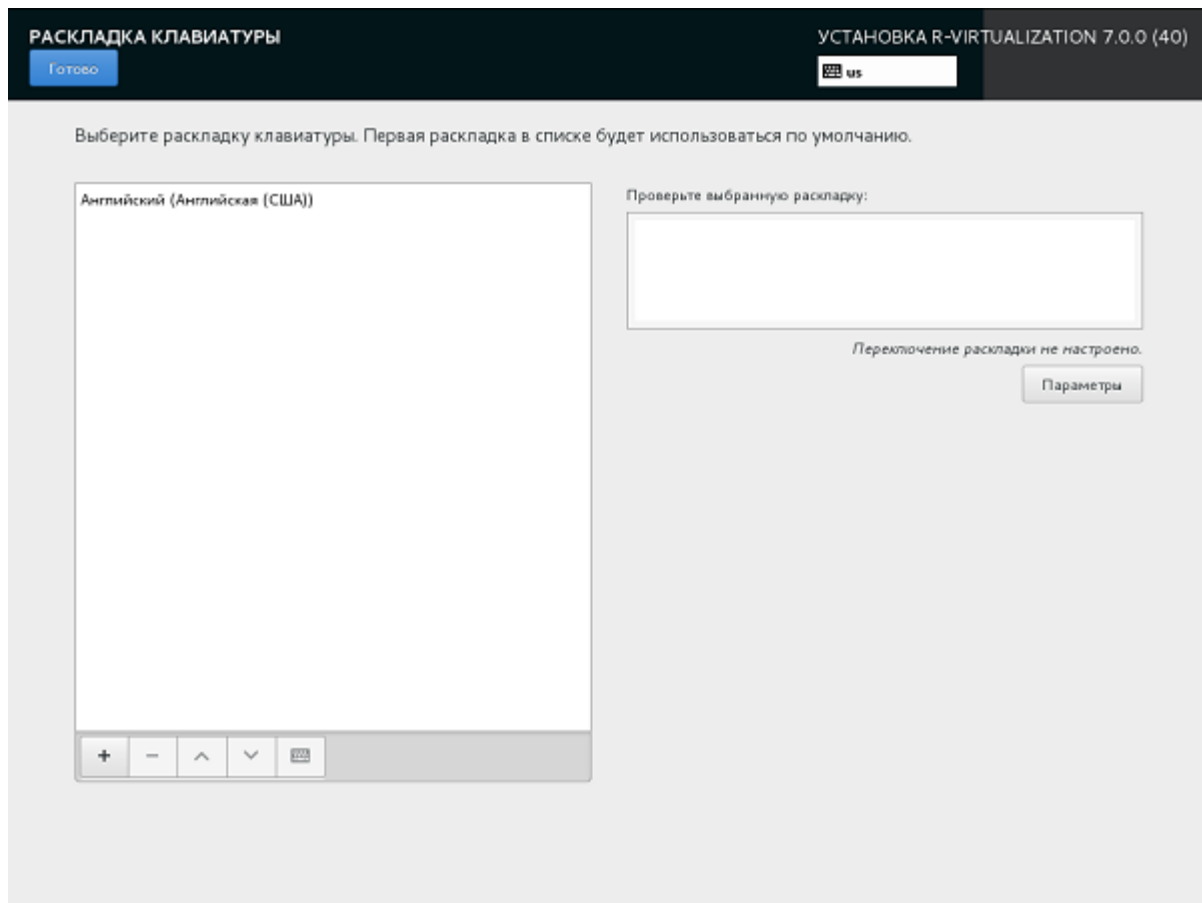 РАСКЛАДКА КЛАВИАТУРЫ
УСТАНОВКА R-VIRTUALIZATION 7.0.0 (40)
Готово
us
Выберите раскладку клавиатуры. Первая раскладка в списке будет использоваться по умолчанию.
Английский (Английская (США))
Проверьте выбранную раскладку:
Переключение раскладки не настроено.
Параметры